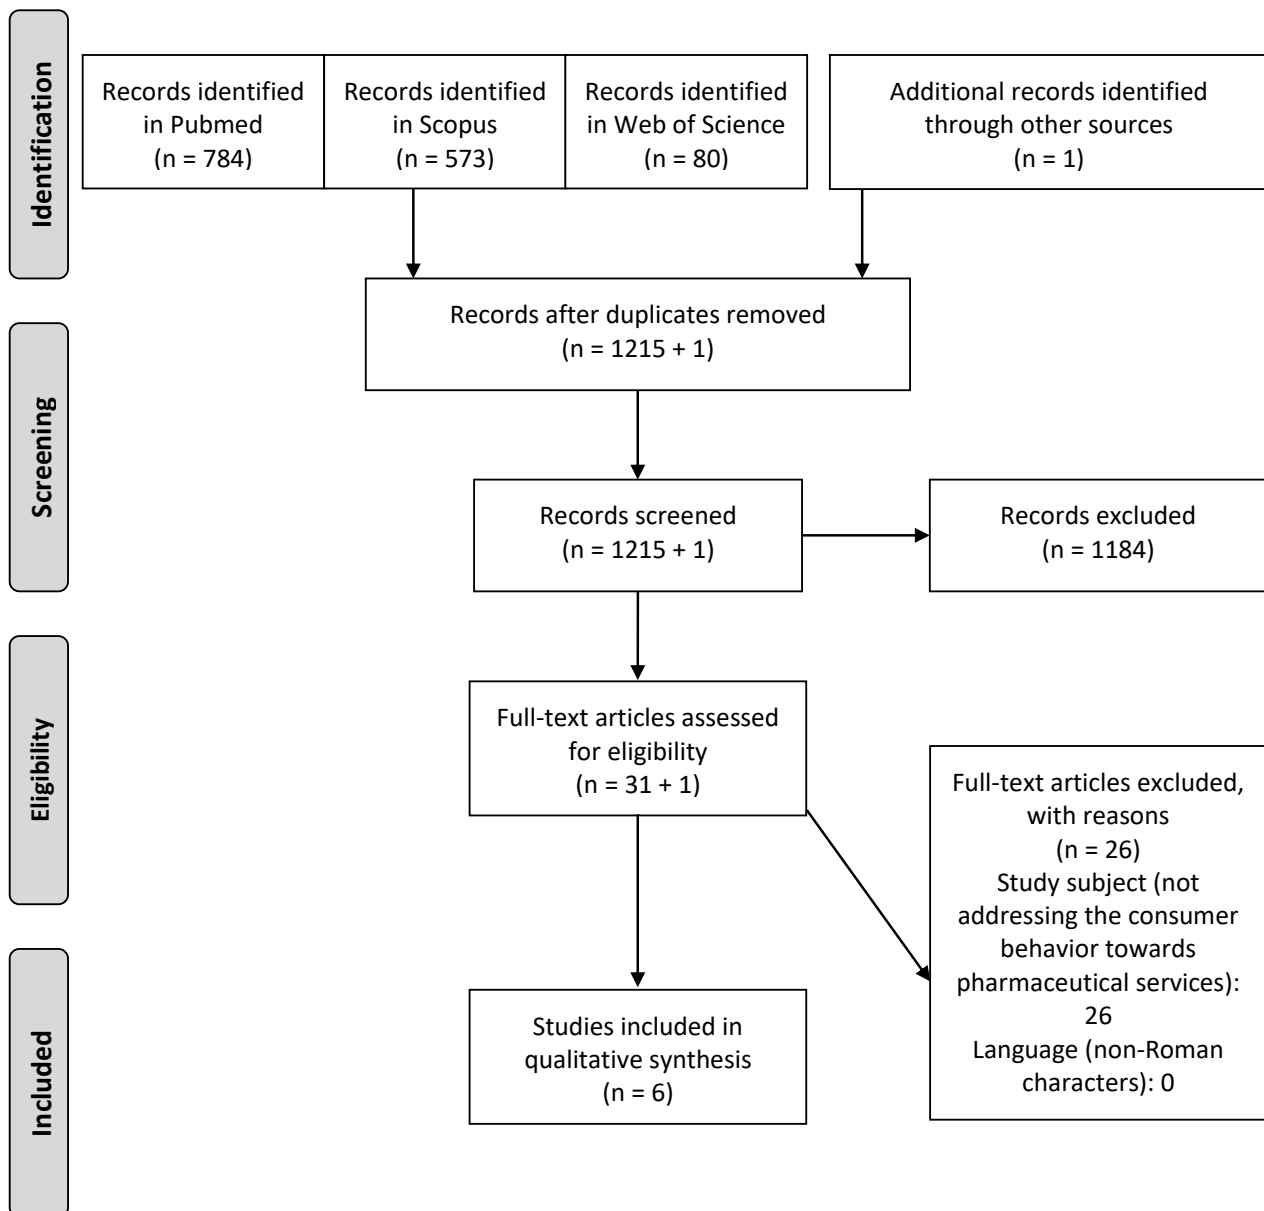 Identification
Records identified
in Pubmed
(n = 784)
Records identified
in Scopus
(n = 573)
Records identified
in Web of Science
(n = 80)
Additional records identified
through other sources
(n = 1)
Records after duplicates removed
(n = 1215 + 1)
Screening
Records screened
(n = 1215 + 1)
Records excluded
(n = 1184)
Eligibility
Full-text articles assessed
for eligibility
(n = 31 + 1)
Full-text articles excluded,
with reasons
(n = 26)
Study subject (not
addressing the consumer
behavior towards
pharmaceutical services):
26
Language (non-Roman
characters): 0
Included
Studies included in
qualitative synthesis
(n = 6)